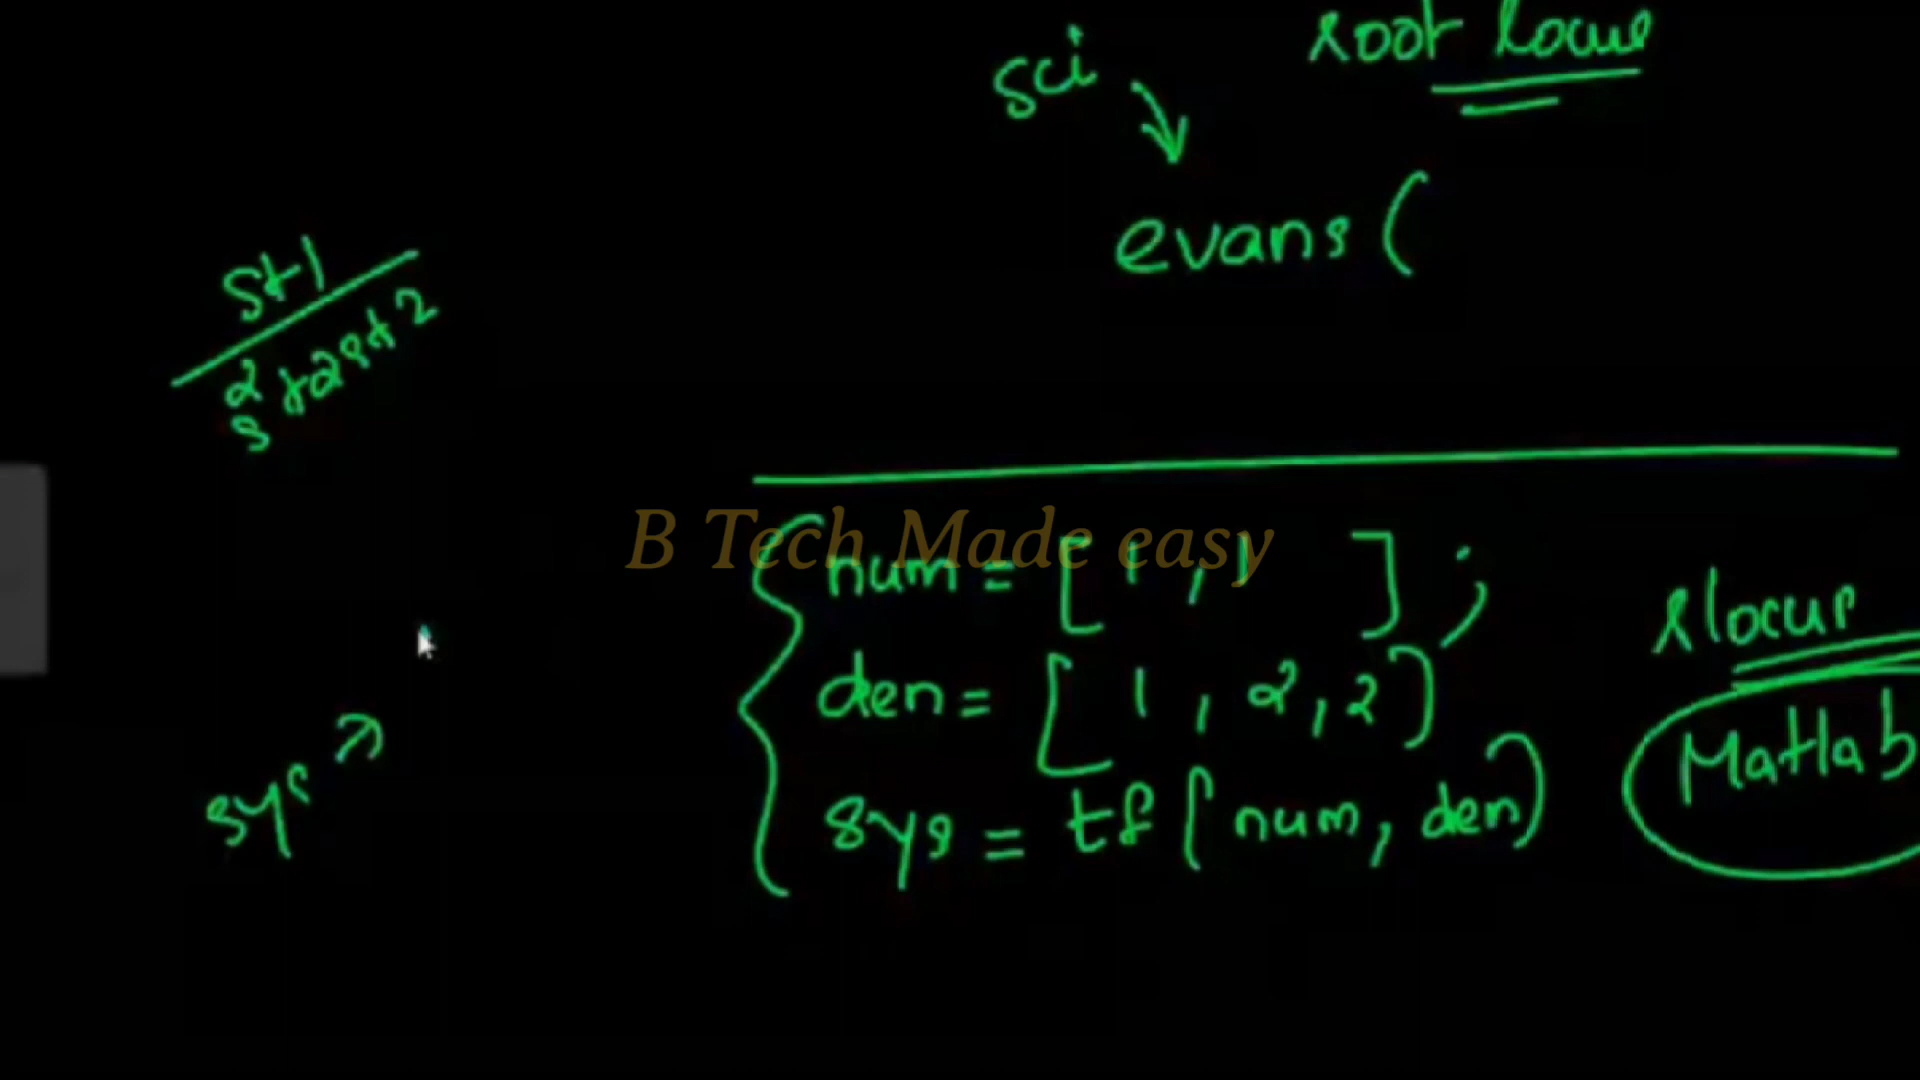 root locus
sci
evans (
s+1
s²+2s+2
B Tech Made easy
num = [ 1 , 1 ] ;
den = [ 1 , 2 , 2 ]
sys = tf ( num , den )
rlocus
Matlab
sys